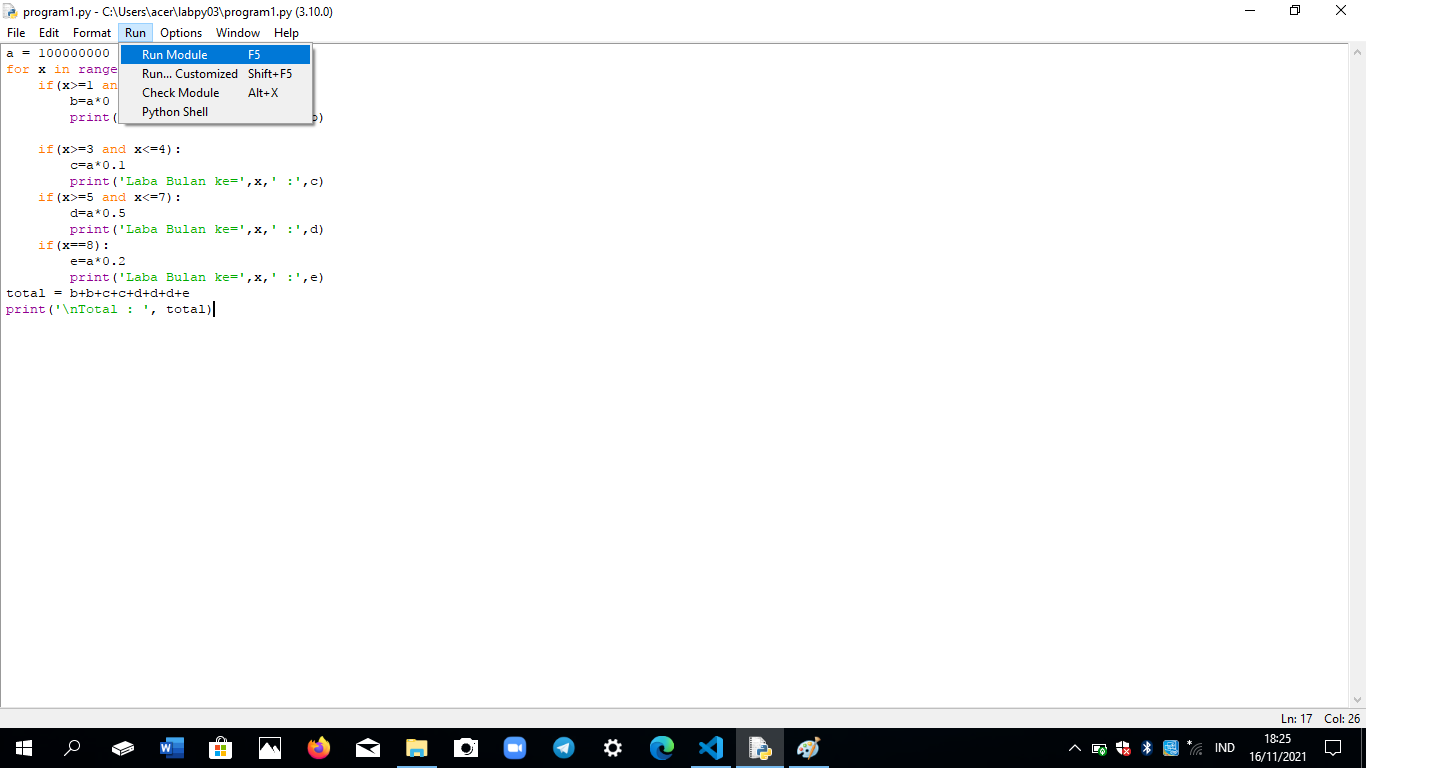 program1.py - C:\Users\acer\labpy03\program1.py (3.10.0)
File Edit Format Run Options Window Help
a = 100000000
Run Module F5
for x in range
Run... Customized Shift+F5
if(x>=1 an
Check Module Alt+X
b=a*0
Python Shell
print( )
if(x>=3 and x<=4):
c=a*0.1
print('Laba Bulan ke=',x,' :',c)
if(x>=5 and x<=7):
d=a*0.5
print('Laba Bulan ke=',x,' :',d)
if(x==8):
e=a*0.2
print('Laba Bulan ke=',x,' :',e)
total = b+b+c+c+d+d+d+e
print('\nTotal : ', total)
Ln: 17 Col: 26
IND
18:25
16/11/2021